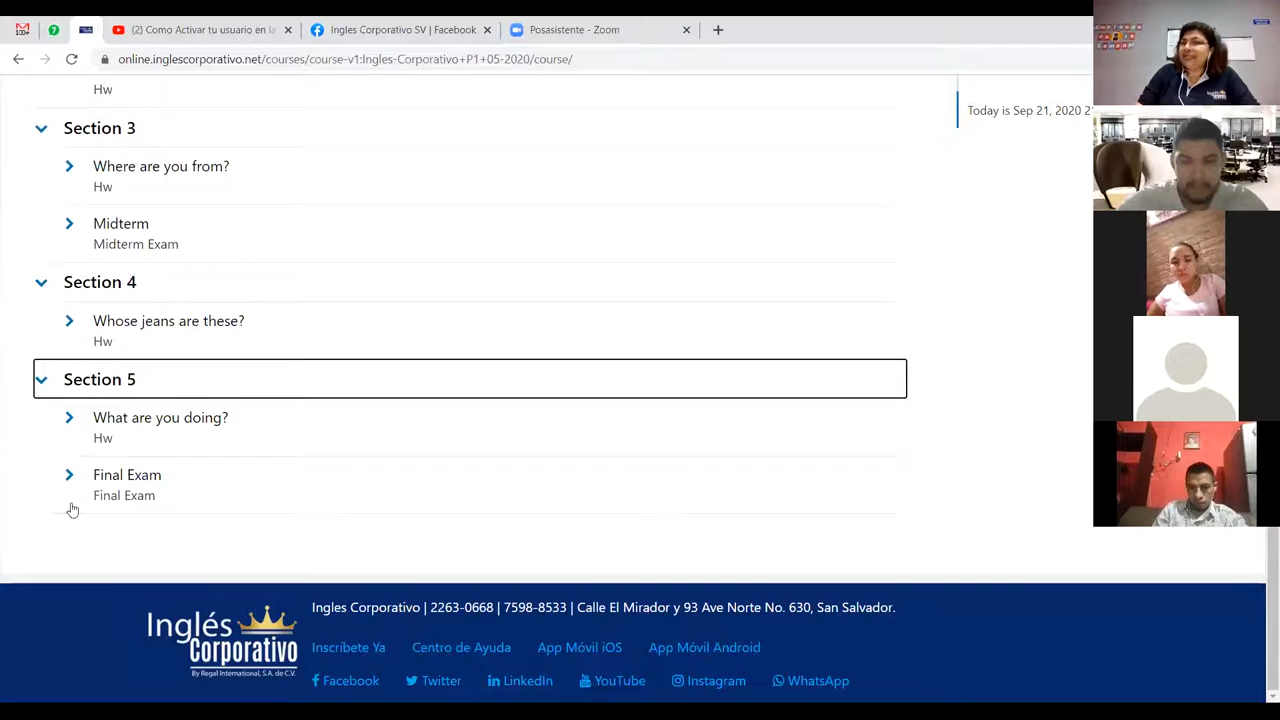 100+
(2) Como Activar tu usuario en la
Ingles Corporativo SV | Facebook
Posasistente - Zoom
online.inglescorporativo.net/courses/course-v1:Ingles-Corporativo+P1+05-2020/course/
Hw
Today is Sep 21, 2020 2
Section 3
Where are you from?
Hw
Midterm
Midterm Exam
Section 4
Whose jeans are these?
Hw
Section 5
What are you doing?
Hw
Final Exam
Final Exam
Inglés
Corporativo
By Regal International, S.A. de C.V.
Ingles Corporativo | 2263-0668 | 7598-8533 | Calle El Mirador y 93 Ave Norte No. 630, San Salvador.
Inscríbete Ya
Centro de Ayuda
App Móvil iOS
App Móvil Android
Facebook
Twitter
LinkedIn
YouTube
Instagram
WhatsApp